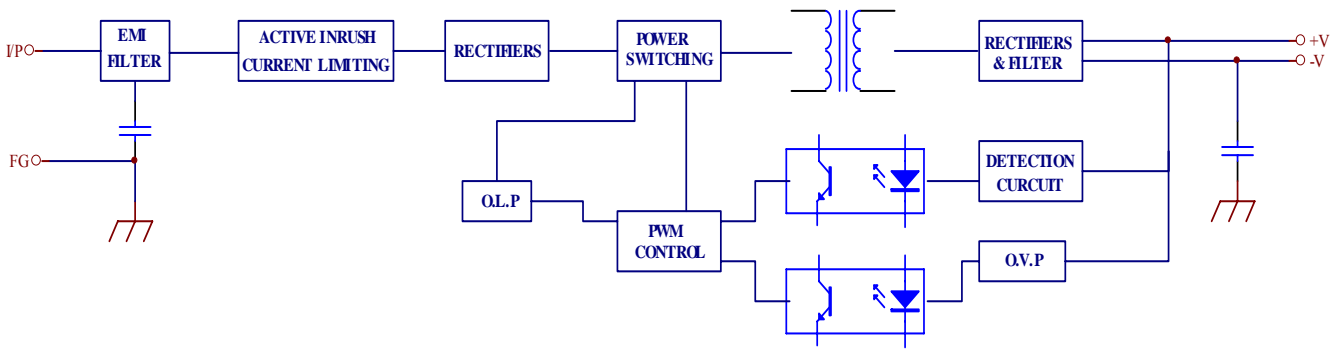 I/P
EMI
FILTER
ACTIVE INRUSH
CURRENT LIMITING
RECTIFIERS
POWER
SWITCHING
RECTIFIERS
& FILTER
+V
-V
FG
O.L.P
PWM
CONTROL
DETECTION
CURCUIT
O.V.P